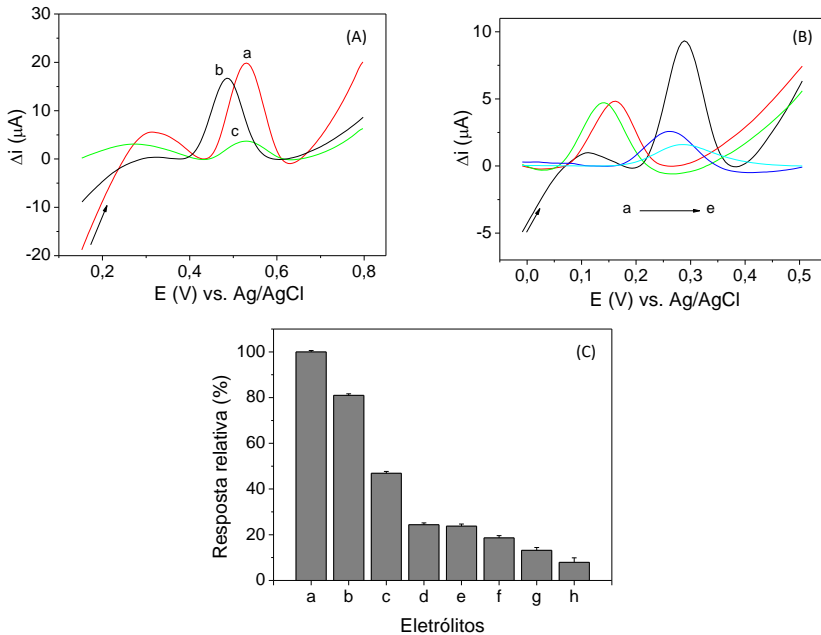 30
20
10
0
-10
-20
Δi (μA)
(A)
a
b
c
0,2 0,4 0,6 0,8
E (V) vs. Ag/AgCl
10
5
0
-5
Δi (μA)
(B)
a e
0,0 0,1 0,2 0,3 0,4 0,5
E (V) vs. Ag/AgCl
100
80
60
40
20
0
Resposta relativa (%)
(C)
a b c d e f g h
Eletrólitos